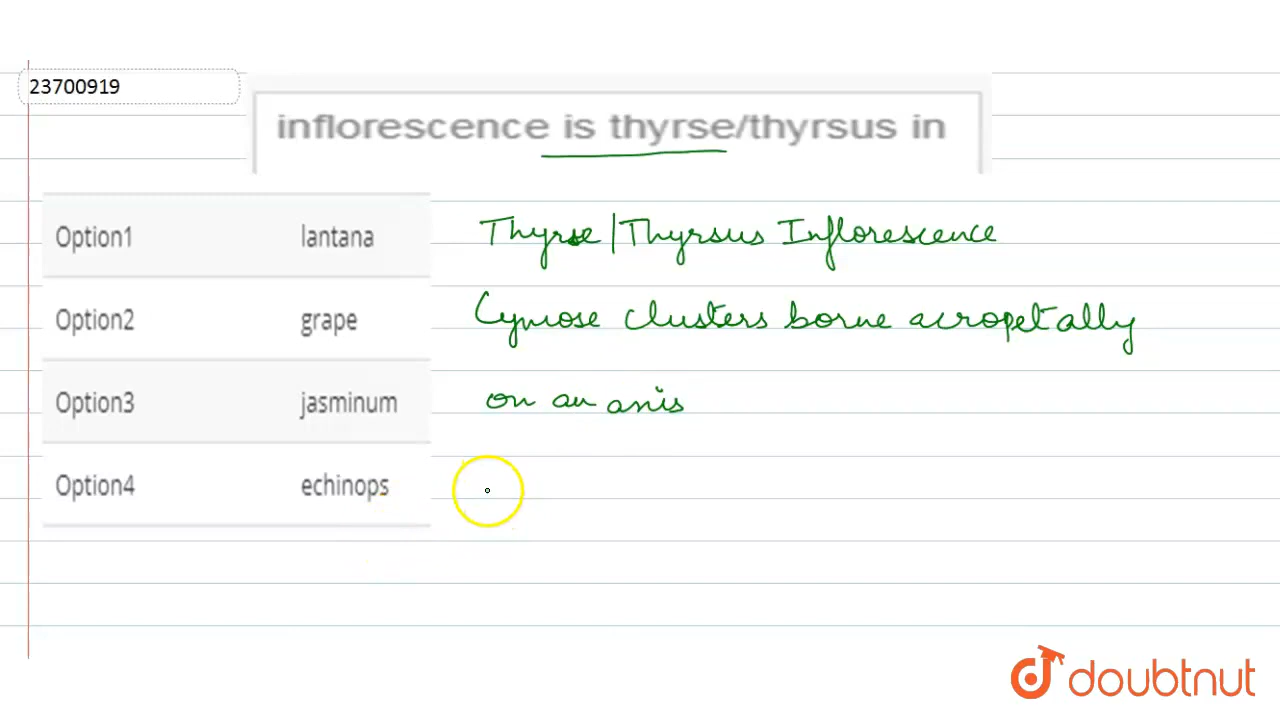 23700919
inflorescence is thyrse/thyrsus in
Option1 lantana
Thyrse/Thyrsus Inflorescence
Option2 grape
Cymose clusters borne acropetally
Option3 jasminum
on an axis
Option4 echinops
doubtnut